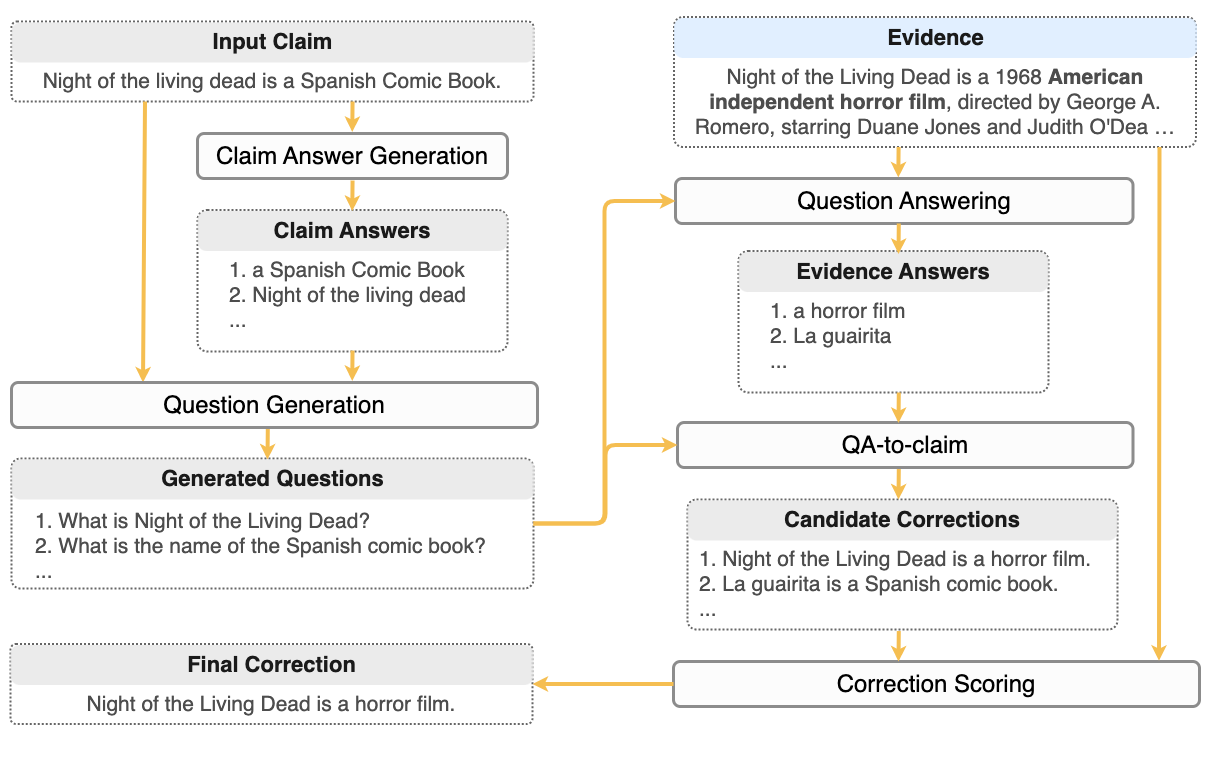 Input Claim
Night of the living dead is a Spanish Comic Book.
Claim Answer Generation
Claim Answers
1. a Spanish Comic Book
2. Night of the living dead
...
Question Generation
Generated Questions
1. What is Night of the Living Dead?
2. What is the name of the Spanish comic book?
...
Evidence
Night of the Living Dead is a 1968 American
independent horror film, directed by George A.
Romero, starring Duane Jones and Judith O'Dea ...
Question Answering
Evidence Answers
1. a horror film
2. La guairita
...
QA-to-claim
Candidate Corrections
1. Night of the Living Dead is a horror film.
2. La guairita is a Spanish comic book.
...
Correction Scoring
Final Correction
Night of the Living Dead is a horror film.